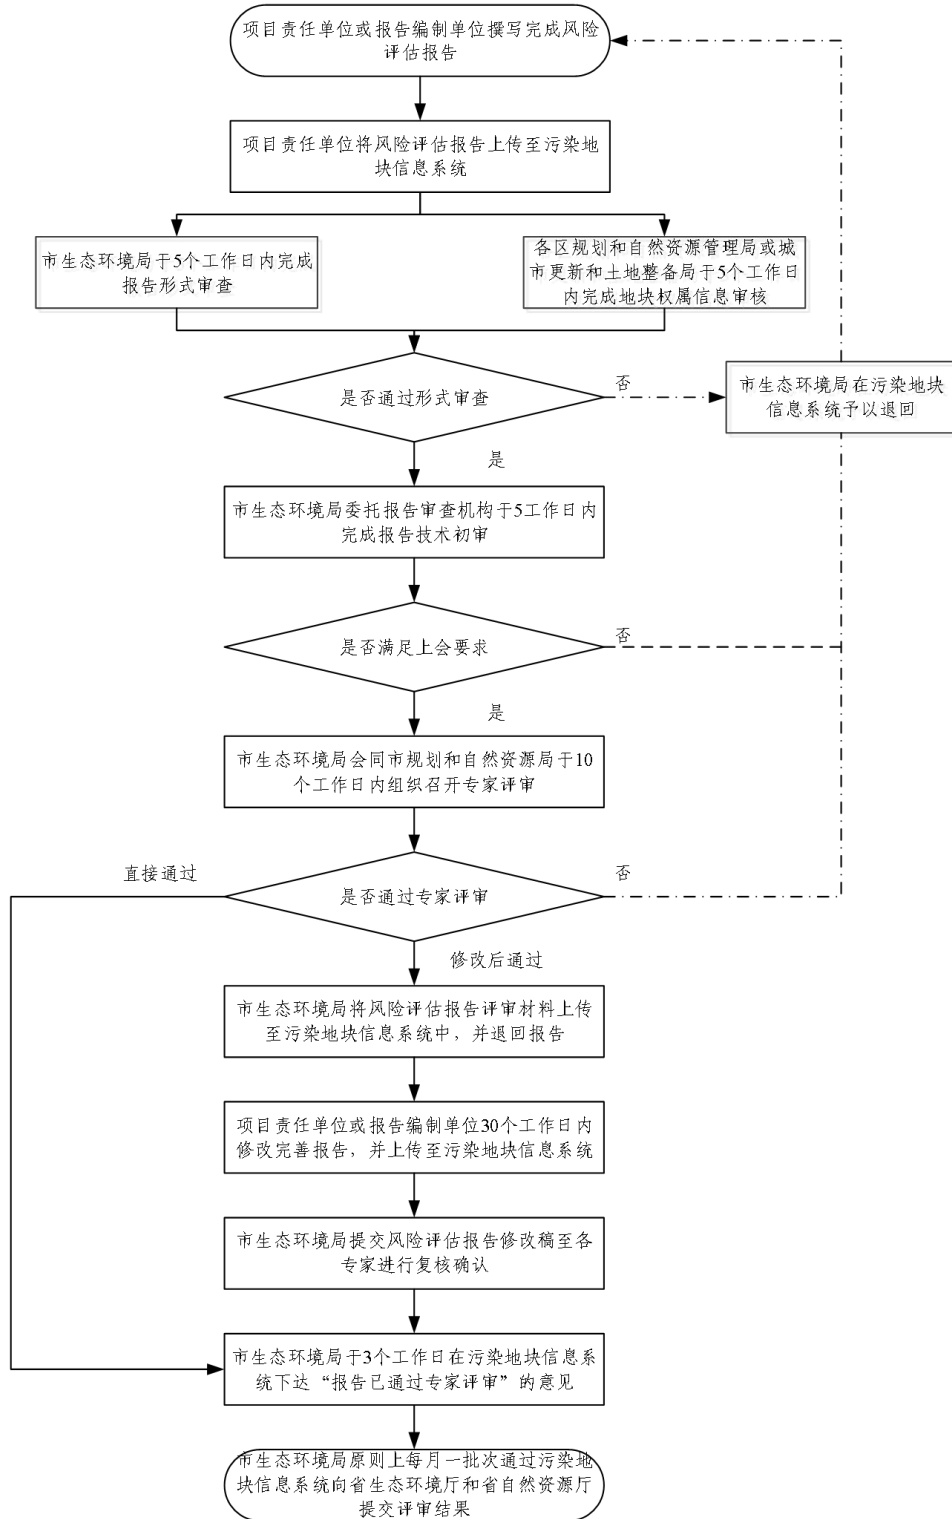 项目责任单位或报告编制单位撰写完成风险
评估报告
项目责任单位将风险评估报告上传至污染地
块信息系统
市生态环境局于5个工作日内完成
报告形式审查
各区规划和自然资源管理局或城
市更新和土地整备局于5个工作日
内完成地块权属信息审核
是否通过形式审查
否
市生态环境局在污染地块
信息系统予以退回
是
市生态环境局委托报告审查机构于5工作日内
完成报告技术初审
是否满足上会要求
否
是
市生态环境局会同市规划和自然资源局于10
个工作日内组织召开专家评审
直接通过
是否通过专家评审
否
修改后通过
市生态环境局将风险评估报告评审材料上传
至污染地块信息系统中，并退回报告
项目责任单位或报告编制单位30个工作日内
修改完善报告，并上传至污染地块信息系统
市生态环境局提交风险评估报告修改稿至各
专家进行复核确认
市生态环境局于3个工作日在污染地块信息系
统下达“报告已通过专家评审”的意见
市生态环境局原则上每月一批次通过污染地
块信息系统向省生态环境厅和省自然资源厅
提交评审结果